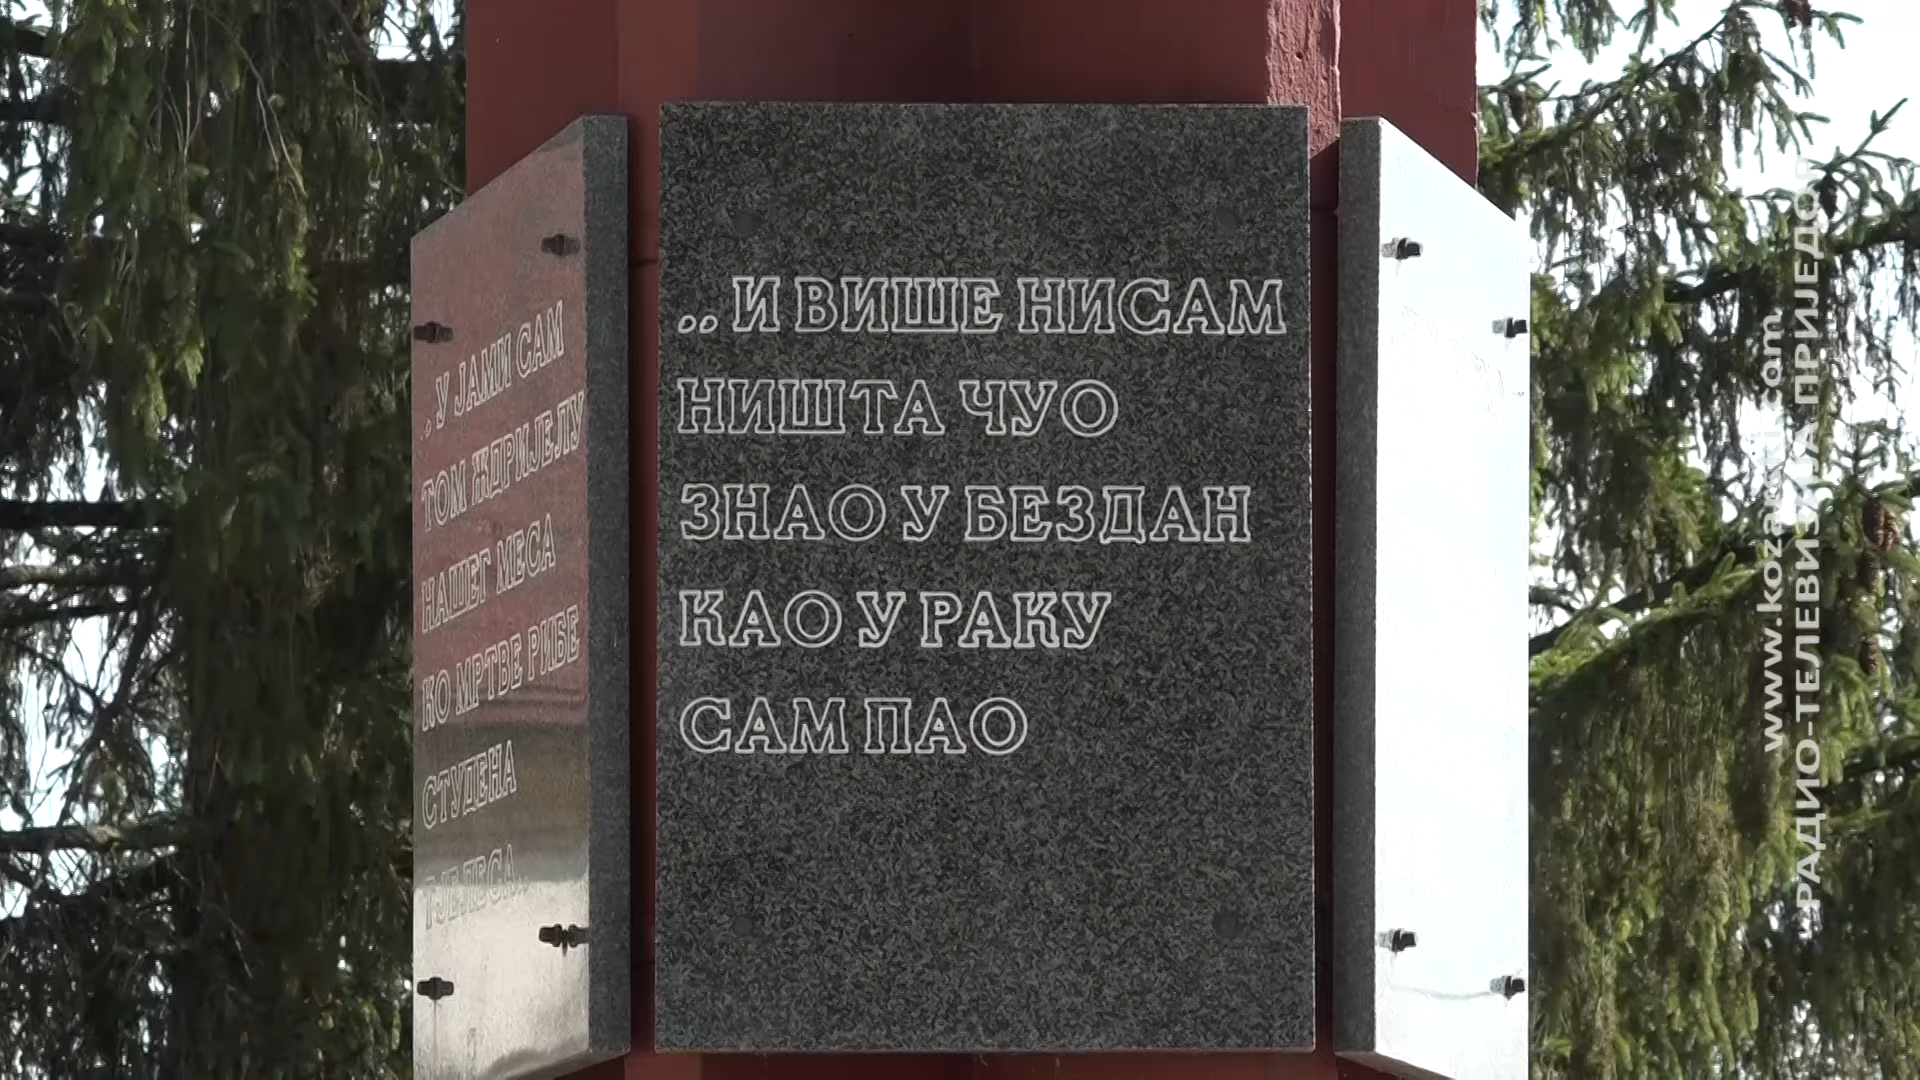 .. У ЈАМИ САМ
ТОМ ЖДРИЈЕЛУ
НАШЕГ МЕСА
КО МРТВЕ РИБЕ
СТУДЕНА
ТЈЕЛЕСА..
.. И ВИШЕ НИСАМ
НИШТА ЧУО
ЗНАО У БЕЗДАН
КАО У РАКУ
САМ ПАО
www.kozarski.com
РАДИО-ТЕЛЕВИЗИЈА ПРИЈЕДОР